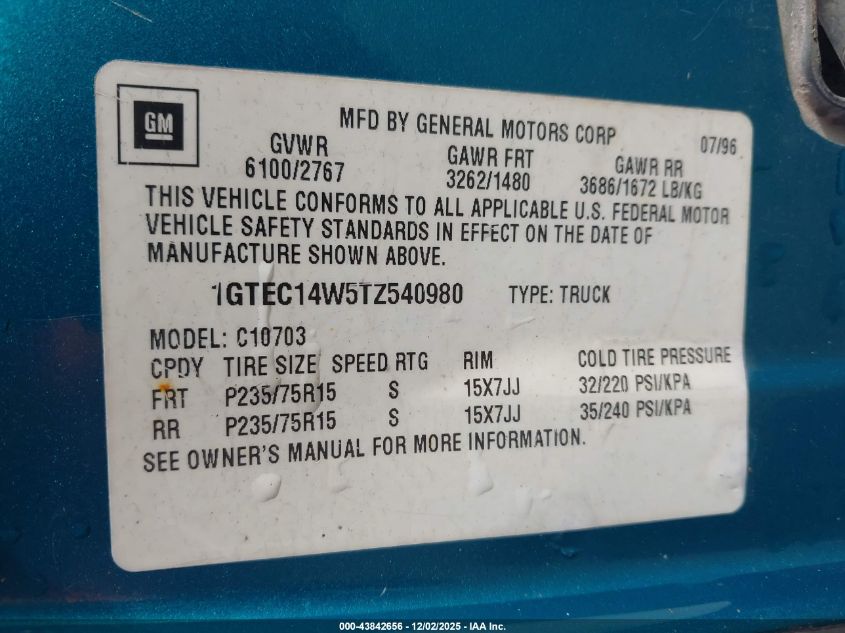 GM
MFD BY GENERAL MOTORS CORP
07/96
GVWR GAWR FRT GAWR RR
6100/2767 3262/1480 3686/1672 LB/KG
THIS VEHICLE CONFORMS TO ALL APPLICABLE U.S. FEDERAL MOTOR
VEHICLE SAFETY STANDARDS IN EFFECT ON THE DATE OF
MANUFACTURE SHOWN ABOVE.
1GTEC14W5TZ540980 TYPE: TRUCK
MODEL: C10703
CPDY TIRE SIZE SPEED RTG RIM COLD TIRE PRESSURE
FRT P235/75R15 S 15X7JJ 32/220 PSI/KPA
RR P235/75R15 S 15X7JJ 35/240 PSI/KPA
SEE OWNER'S MANUAL FOR MORE INFORMATION.
000-43842656 - 12/02/2025 - IAA Inc.